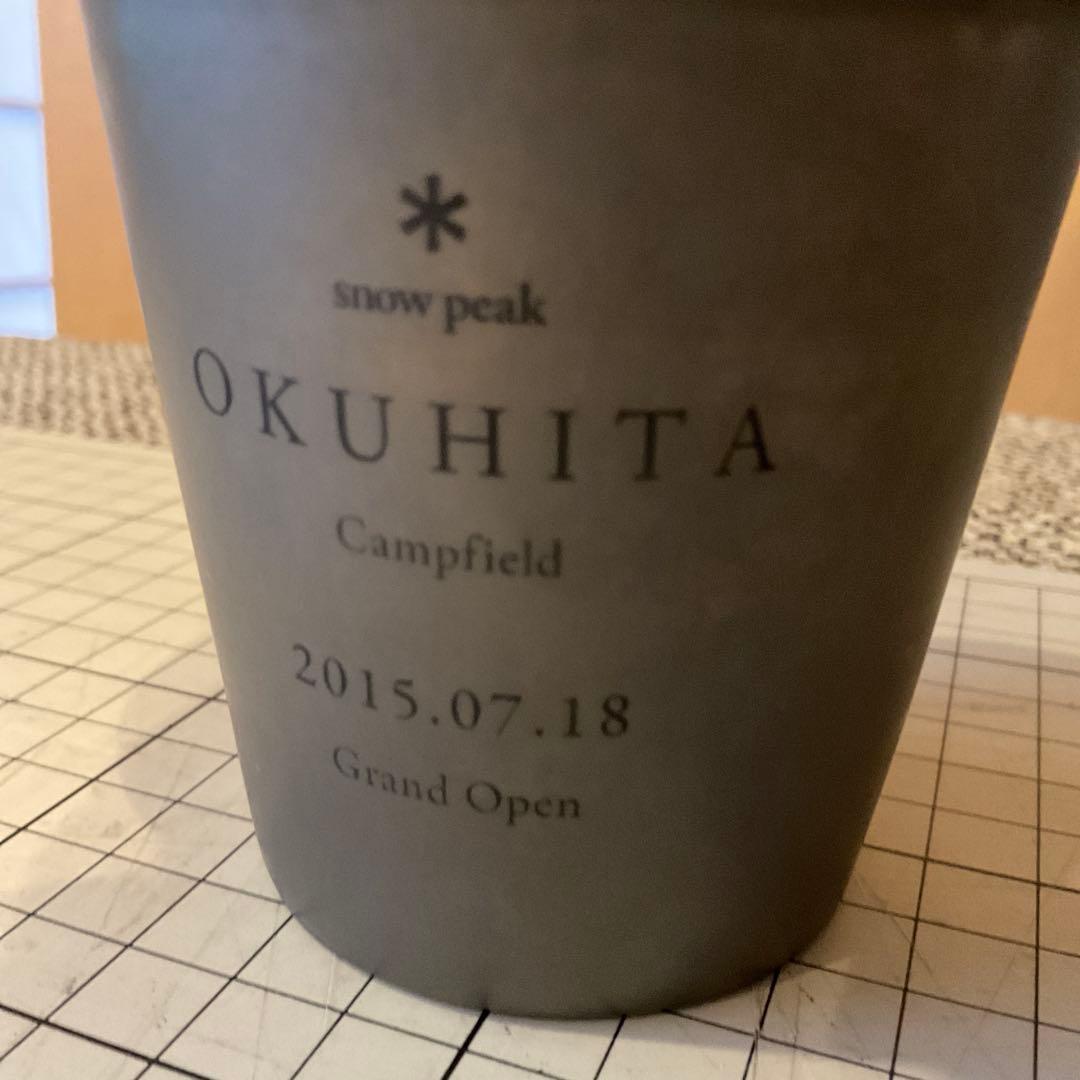 snow peak
OKUHITA
Campfield
2015.07.18
Grand Open